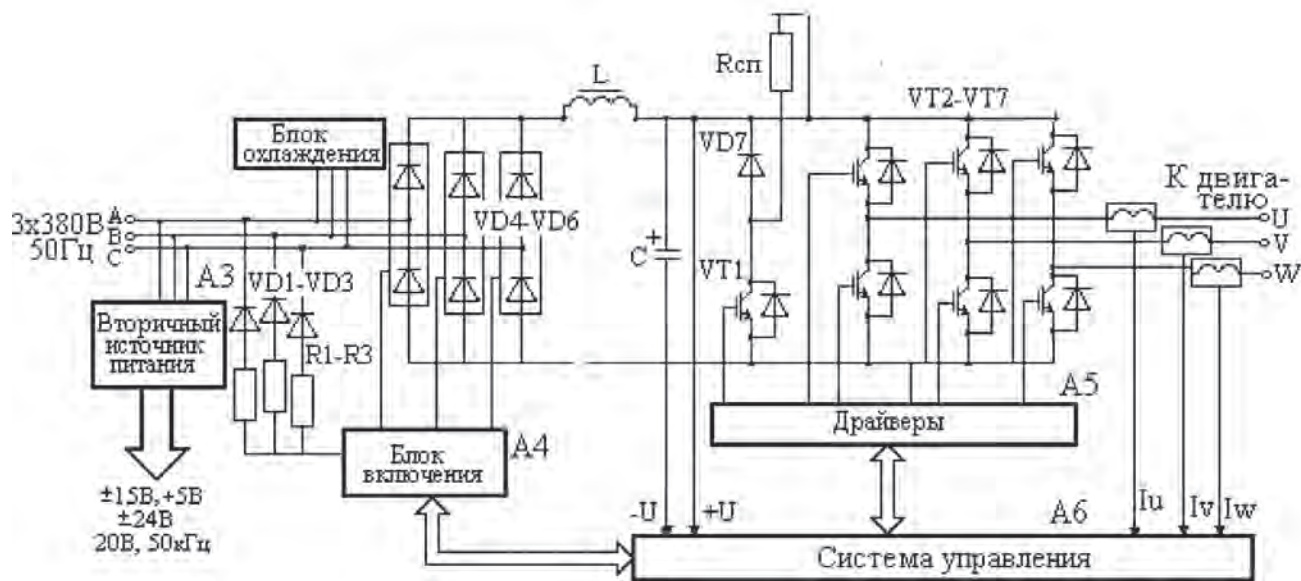 Rсп
L
VT2-VT7
Блок
охлаждения
VD7
К двига-
телю
3х380В
50Гц
A
B
C
VD4-VD6
U
V
W
C
+
VT1
A3
VD1-VD3
Вторичный
источник
питания
R1-R3
A5
Драйверы
Блок
включения
A4
±15В,+5В
±24В
20В, 50кГц
-U
+U
A6
Iu
Iv
Iw
Система управления